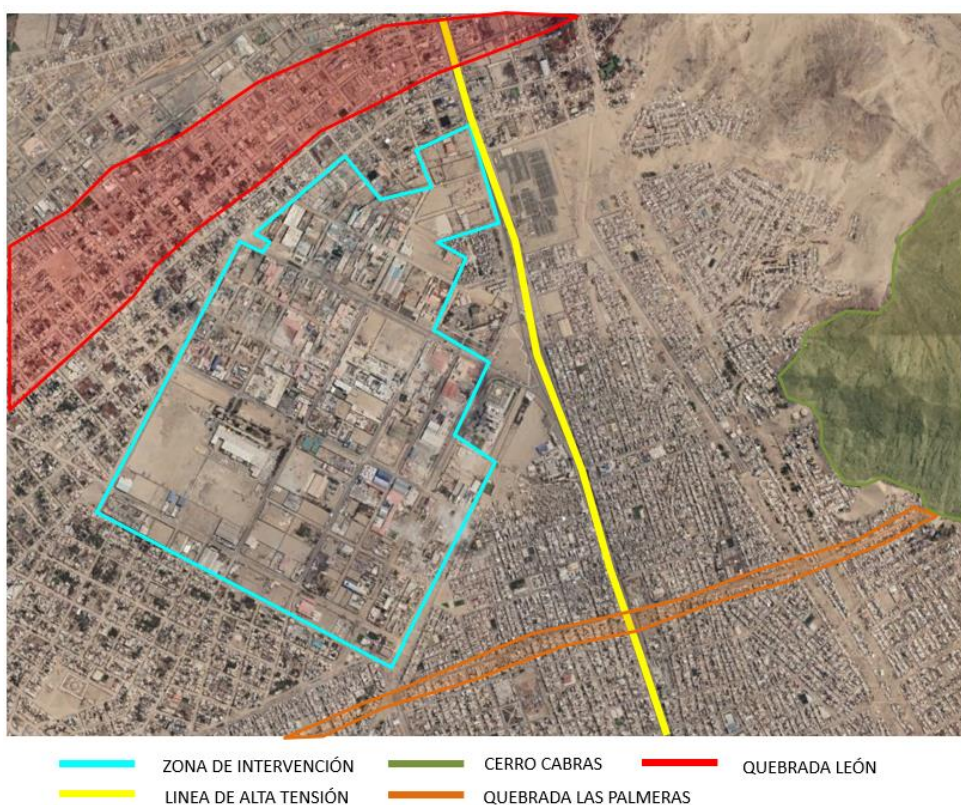 ZONA DE INTERVENCIÓN
CERRO CABRAS
QUEBRADA LEÓN
LINEA DE ALTA TENSIÓN
QUEBRADA LAS PALMERAS